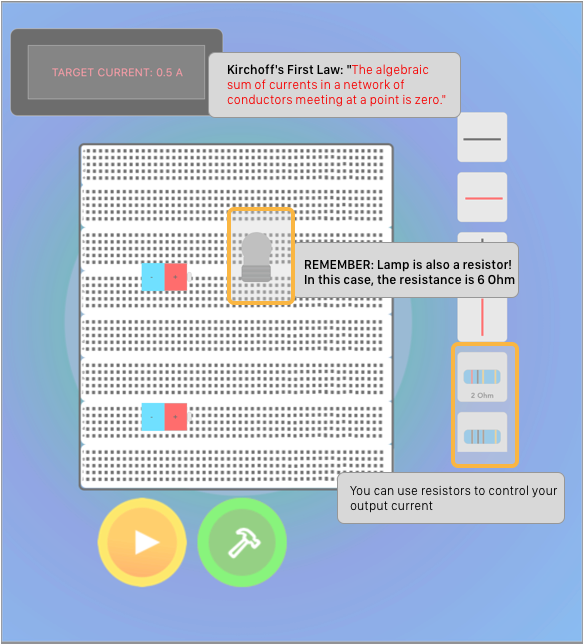 TARGET CURRENT: 0.5 A
Kirchoff's First Law: "The algebraic
sum of currents in a network of
conductors meeting at a point is zero."
REMEMBER: Lamp is also a resistor!
In this case, the resistance is 6 Ohm
2 Ohm
You can use resistors to control your
output current